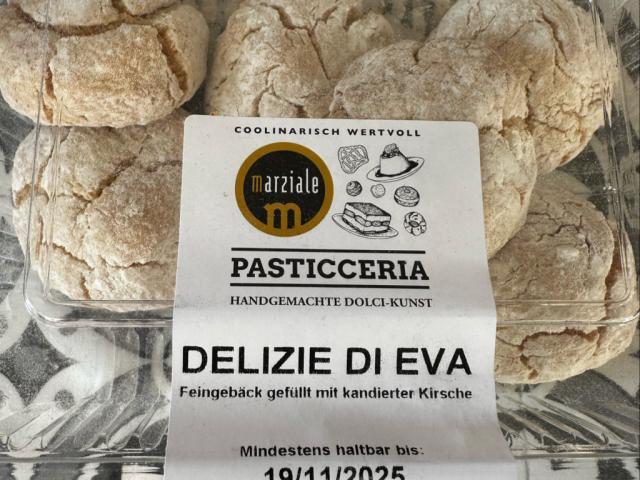 COOLINARISCH WERTVOLL
marziale
m
PASTICCERIA
HANDGEMACHTE DOLCI-KUNST
DELIZIE DI EVA
Feingebäck gefüllt mit kandierter Kirsche
Mindestens haltbar bis:
19/11/2025